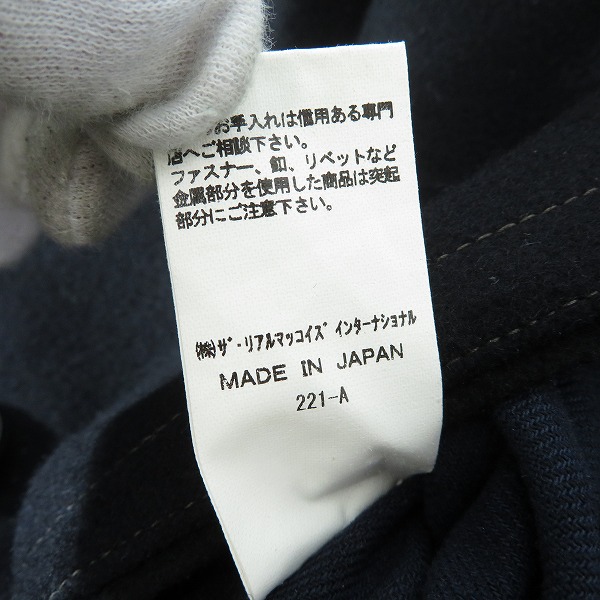 お手入れは信用ある専門
店へご相談下さい。
ファスナー、釦、リベットなど
金属部分を使用した商品は突起
部分にご注意下さい。
㈱ｻﾞ･リアルマッコイズ インターナショナル
MADE IN JAPAN
221-A